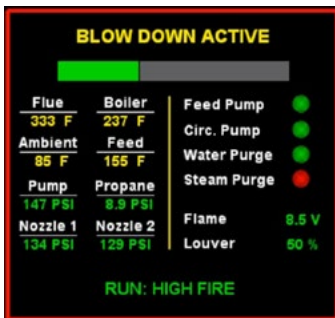 BLOW DOWN ACTIVE
Flue Boiler
333 F 237 F
Ambient Feed
85 F 155 F
Pump Propane
147 PSI 8.9 PSI
Nozzle 1 Nozzle 2
134 PSI 129 PSI
Feed Pump
Circ. Pump
Water Purge
Steam Purge
Flame 8.5 V
Louver 50 %
RUN: HIGH FIRE